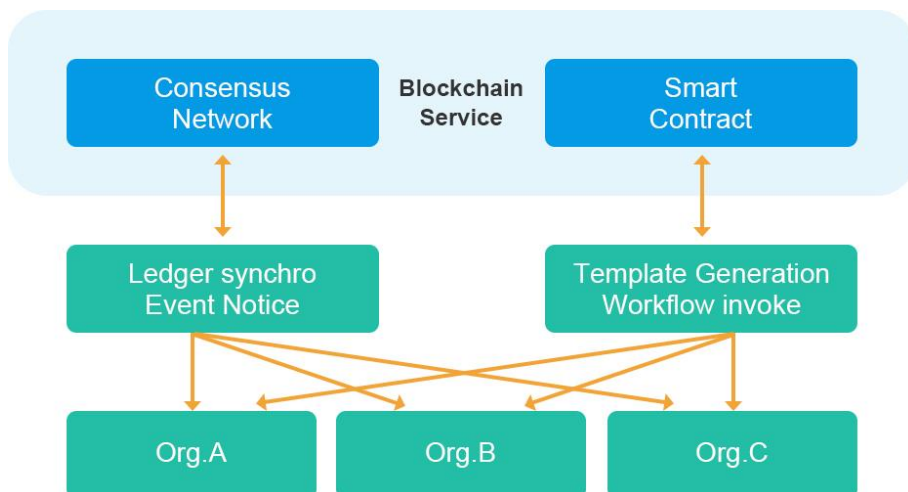 Consensus
Network
Blockchain
Service
Smart
Contract
Ledger synchro
Event Notice
Template Generation
Workflow invoke
Org.A
Org.B
Org.C